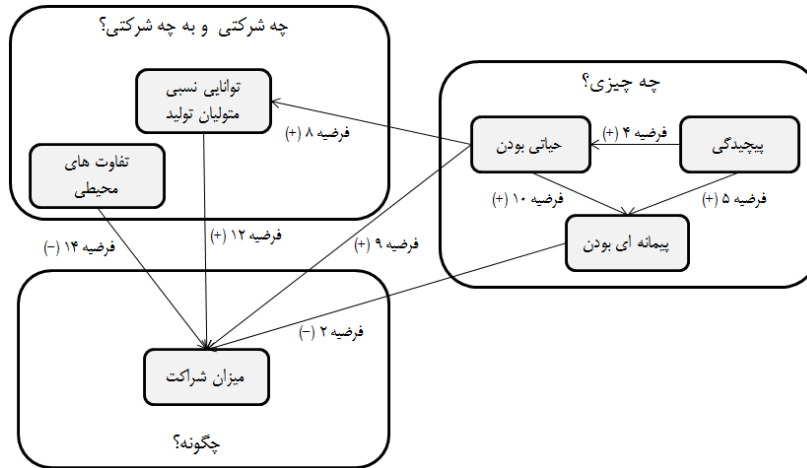 چه شرکتی و به چه شرکتی؟
توانایی نسبی
متولیان تولید
تفاوت های
محیطی
چه چیزی؟
پیچیدگی
حیاتی بودن
پیمانه ای بودن
فرضیه ۴ (+)
فرضیه ۵ (+)
فرضیه ۱۰ (+)
فرضیه ۸ (+)
فرضیه ۹ (+)
فرضیه ۱۲ (+)
فرضیه ۱۴ (–)
فرضیه ۲ (–)
میزان شراکت
چگونه؟